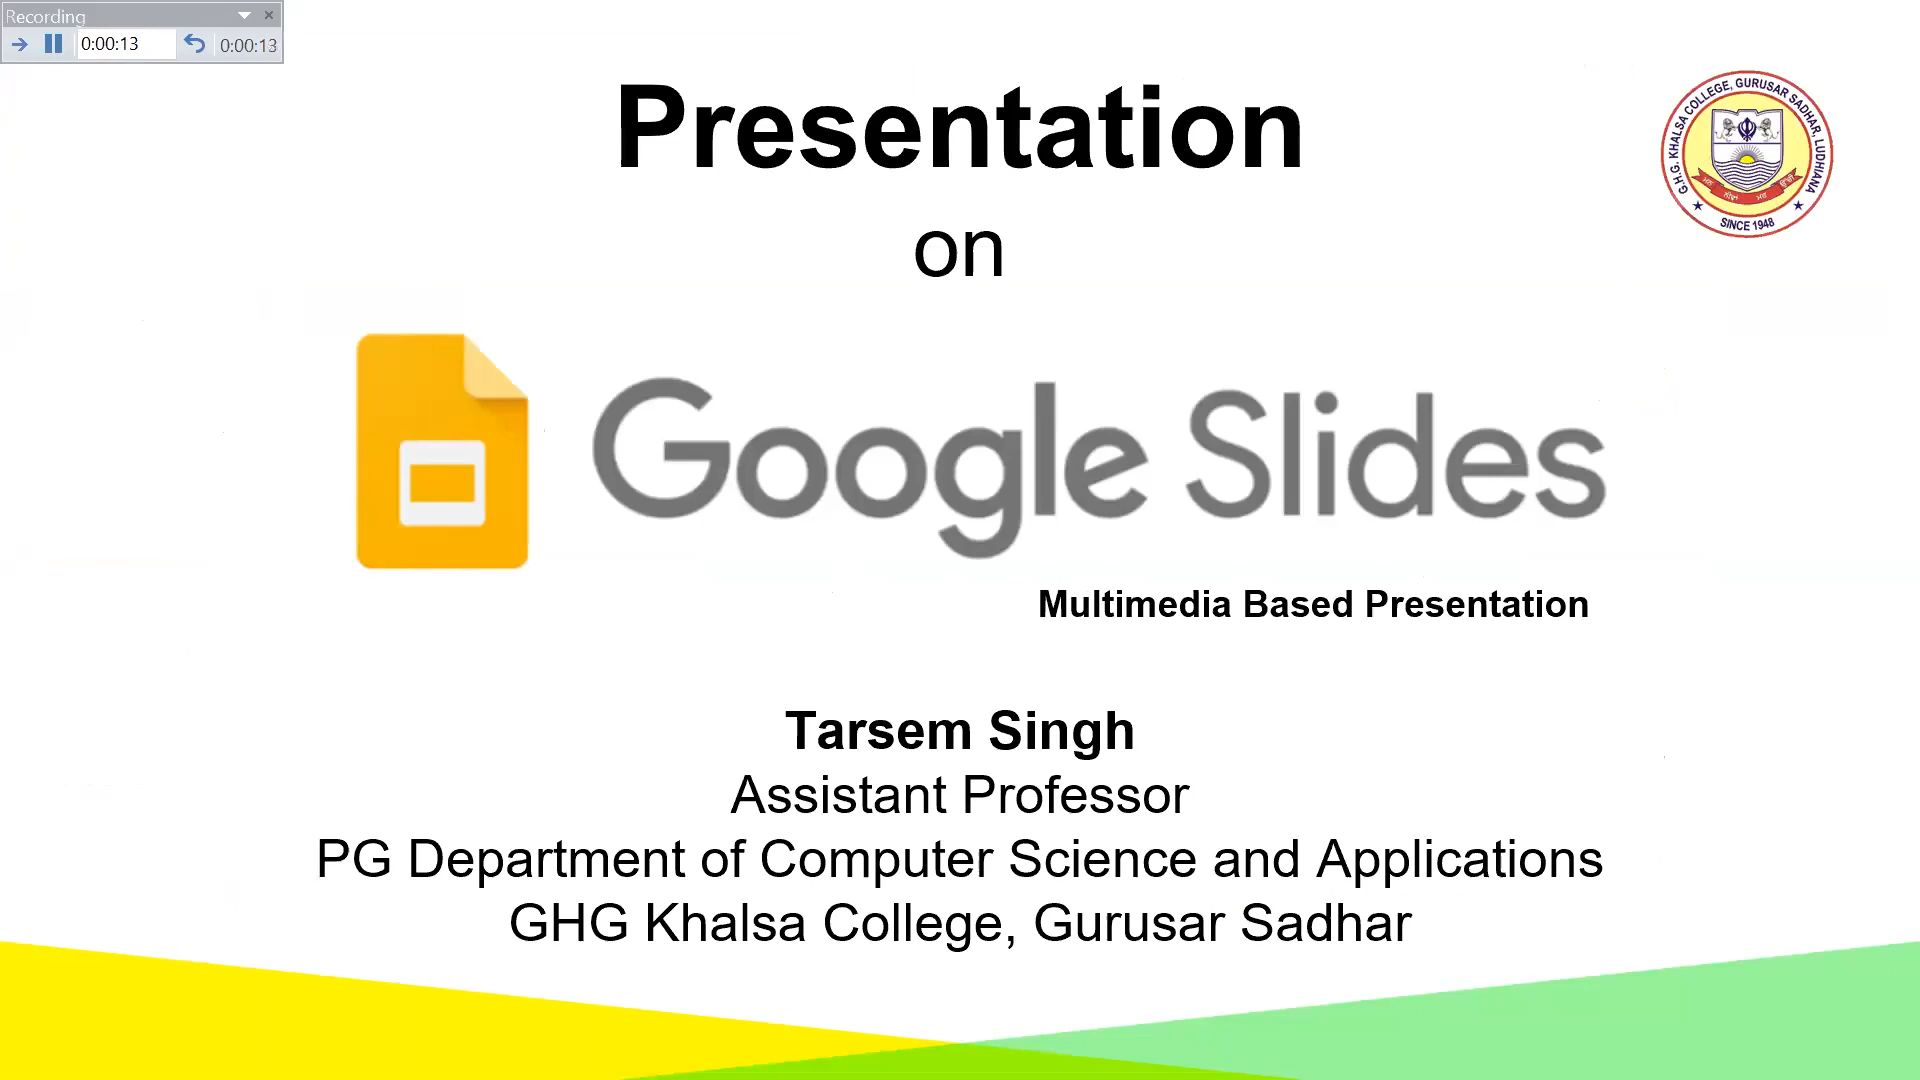 Recording
0:00:13
0:00:13
Presentation
on
G.H.G. KHALSA COLLEGE, GURUSAR SADHAR, LUDHIANA
SINCE 1948
Google Slides
Multimedia Based Presentation
Tarsem Singh
Assistant Professor
PG Department of Computer Science and Applications
GHG Khalsa College, Gurusar Sadhar